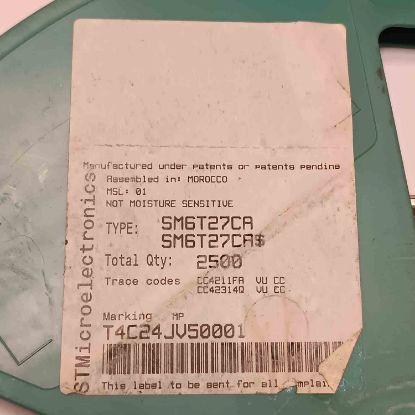 STMicroelectronics
Manufactured under patents or patents pending
Assembled in: MOROCCO
MSL: 01
NOT MOISTURE SENSITIVE
TYPE: SM6T27CA
SM6T27CA$
Total Qty: 2500
Trace codes CC4211FA VU CC
CC42314Q VU CC
Marking MP
T4C24JV50001
This label to be sent for all